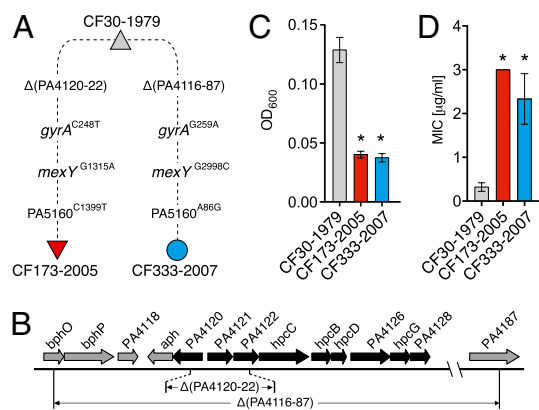 A
CF30-1979
Δ(PA4120-22)
Δ(PA4116-87)
gyrA^C248T
gyrA^G259A
mexY^G1315A
mexY^G2998C
PA5160^C1399T
PA5160^A86G
CF173-2005
CF333-2007
C
OD600
0.15
0.10
0.05
0.00
*
*
CF30-1979
CF173-2005
CF333-2007
D
MIC [µg/ml]
4
3
2
1
0
*
*
CF30-1979
CF173-2005
CF333-2007
B
bphO
bphP
PA4118
aph
PA4120
PA4121
PA4122
hpcC
hpcB
hpcD
PA4126
hpcG
PA4128
PA4187
Δ(PA4120-22)
Δ(PA4116-87)